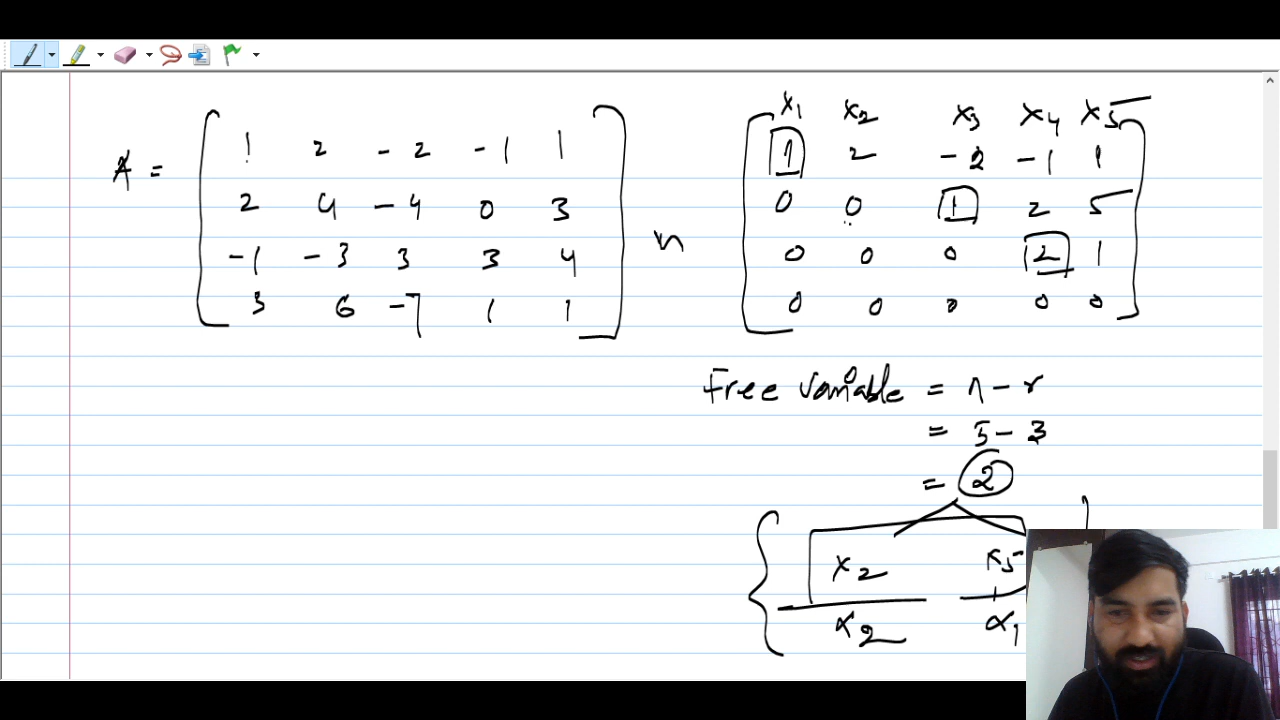 A = [ 1 2 -2 -1 1
2 4 -4 0 3
-1 -3 3 3 4
3 6 -7 1 1 ]
~
x1 x2 x3 x4 x5
[ 1 2 -2 -1 1
0 0 1 2 5
0 0 0 2 1
0 0 0 0 0 ]
Free variable = n - r
= 5 - 3
= 2
{ x2 x5
α2 α1